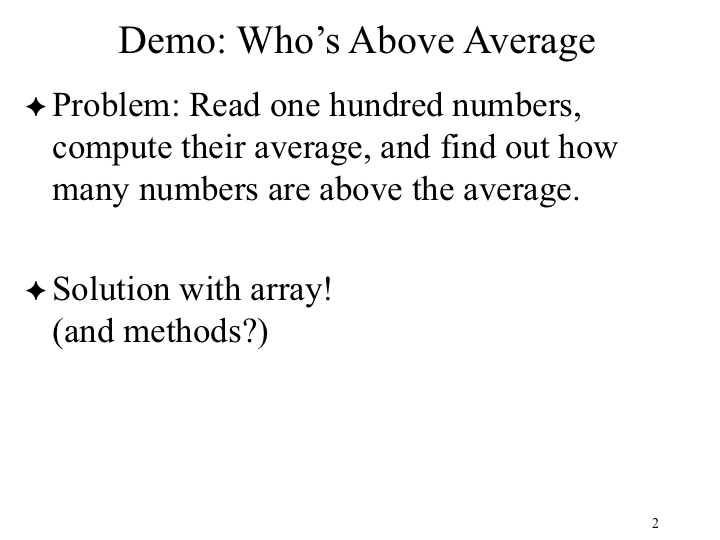 Demo: Who’s Above Average
✦ Problem: Read one hundred numbers,
compute their average, and find out how
many numbers are above the average.
✦ Solution with array!
(and methods?)
2